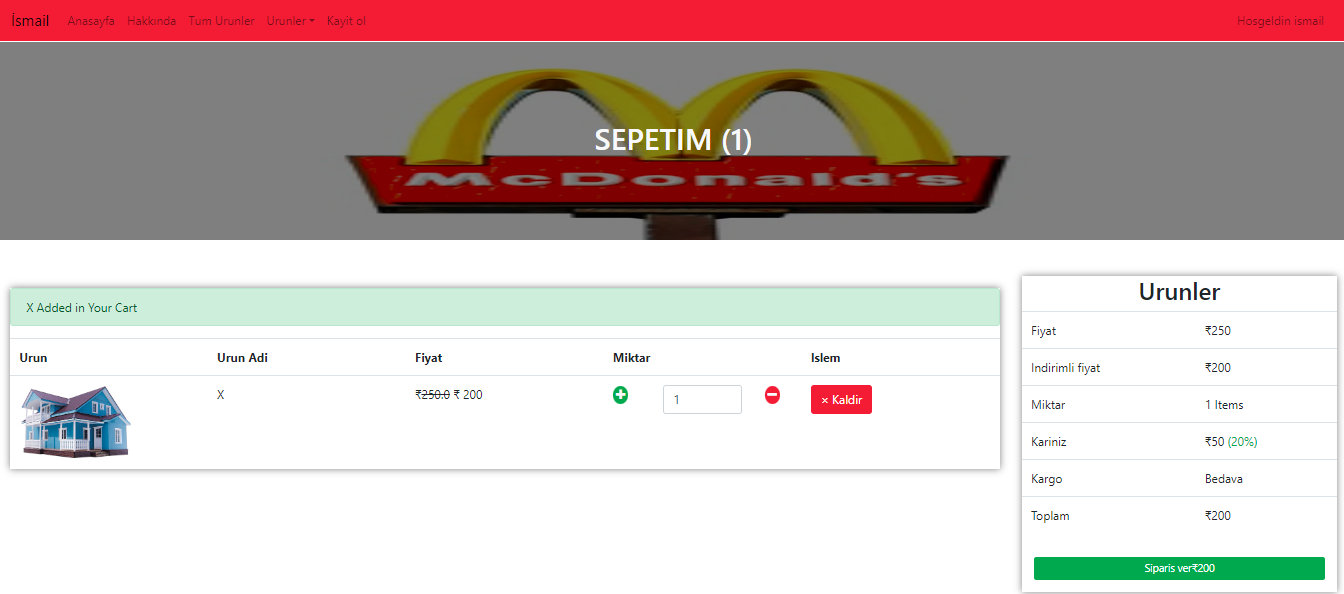 İsmail Anasayfa Hakkında Tum Urunler Urunler Kayit ol Hosgeldin ismail
SEPETIM (1)
McDonald's
X Added in Your Cart
Urun Urun Adi Fiyat Miktar Islem
X ₹250.0 ₹ 200 1 × Kaldir
Urunler
Fiyat ₹250
Indirimli fiyat ₹200
Miktar 1 Items
Kariniz ₹50 (20%)
Kargo Bedava
Toplam ₹200
Siparis ver₹200